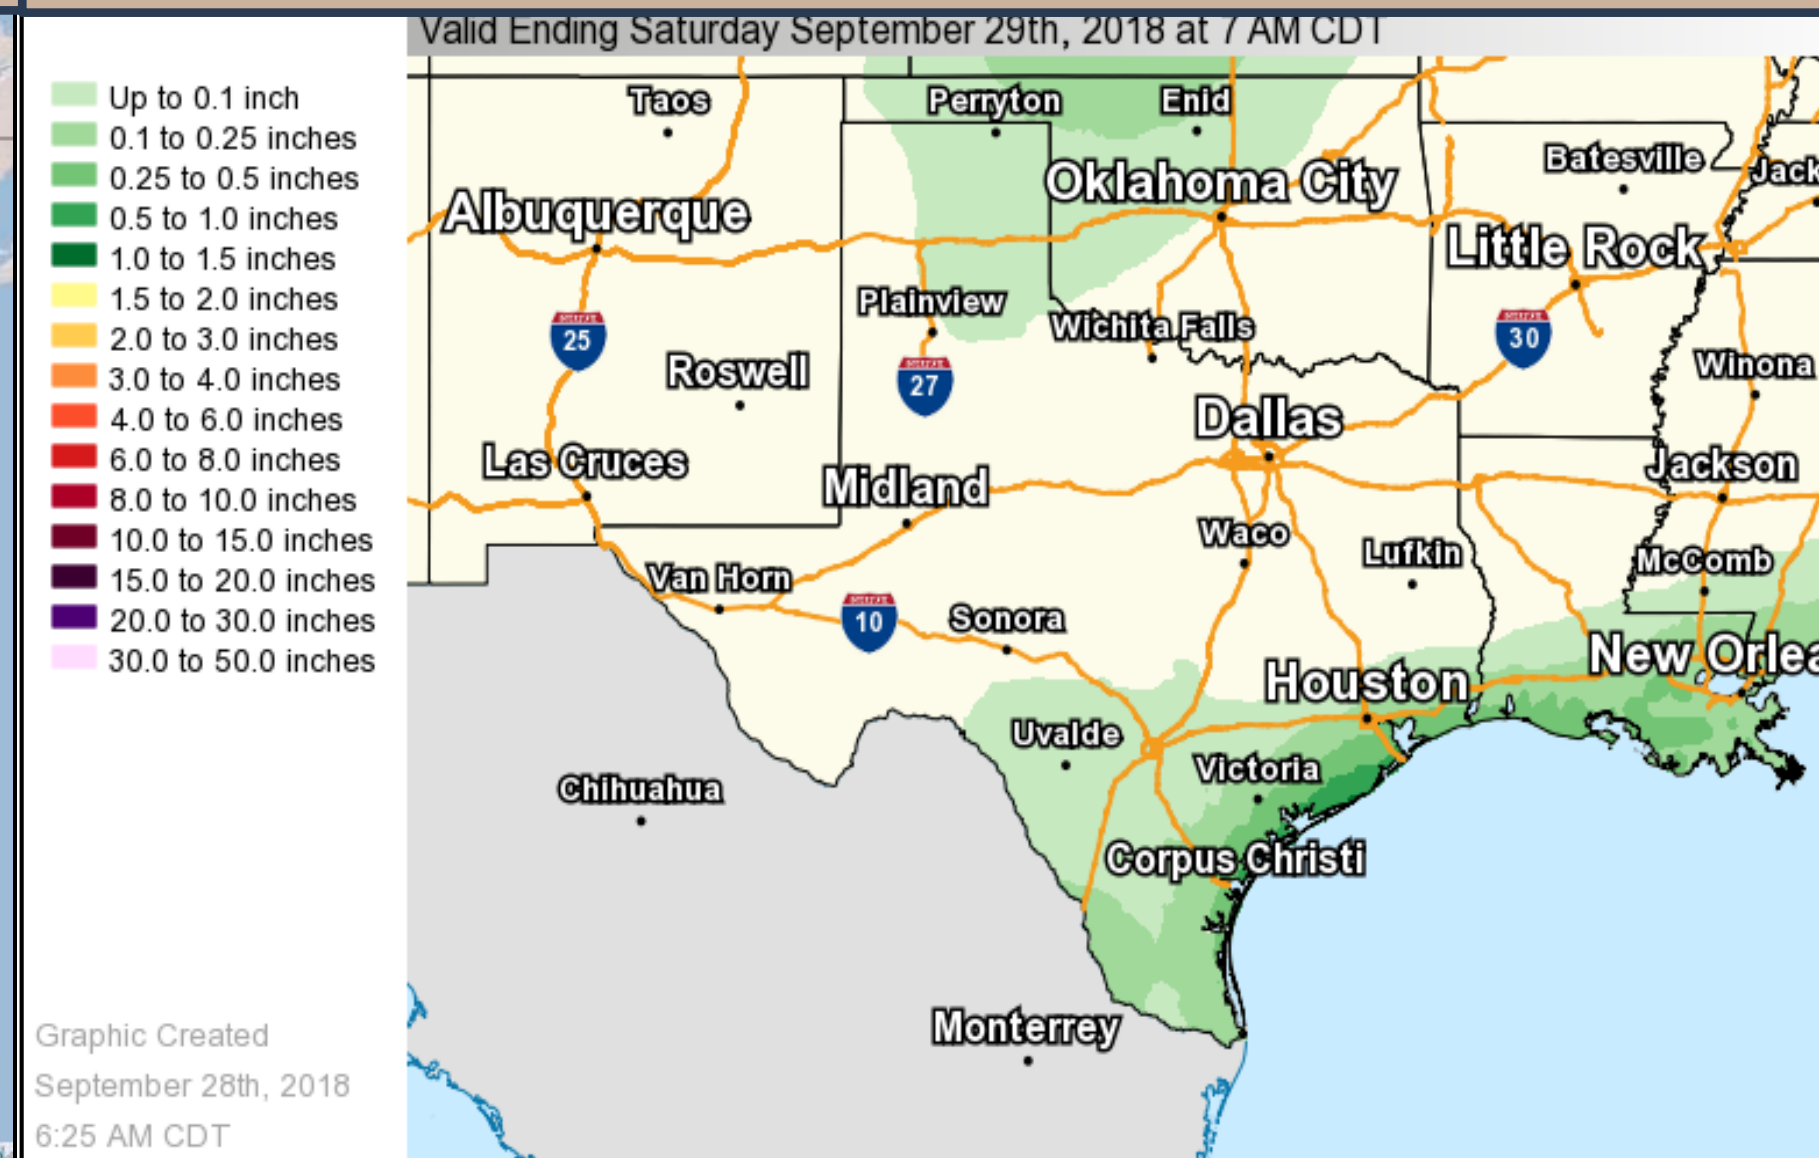 Valid Ending Saturday September 29th, 2018 at 7 AM CDT
Up to 0.1 inch
0.1 to 0.25 inches
0.25 to 0.5 inches
0.5 to 1.0 inches
1.0 to 1.5 inches
1.5 to 2.0 inches
2.0 to 3.0 inches
3.0 to 4.0 inches
4.0 to 6.0 inches
6.0 to 8.0 inches
8.0 to 10.0 inches
10.0 to 15.0 inches
15.0 to 20.0 inches
20.0 to 30.0 inches
30.0 to 50.0 inches
Graphic Created
September 28th, 2018
6:25 AM CDT
Taos
Perryton
Enid
Batesville
Jack
Oklahoma City
Albuquerque
Little Rock
Plainview
Wichita Falls
25
30
Roswell
27
Winona
Dallas
Las Cruces
Midland
Jackson
Waco
Lufkin
McComb
Van Horn
10
Sonora
New Orlea
Houston
Uvalde
Victoria
Chihuahua
Corpus Christi
Monterrey